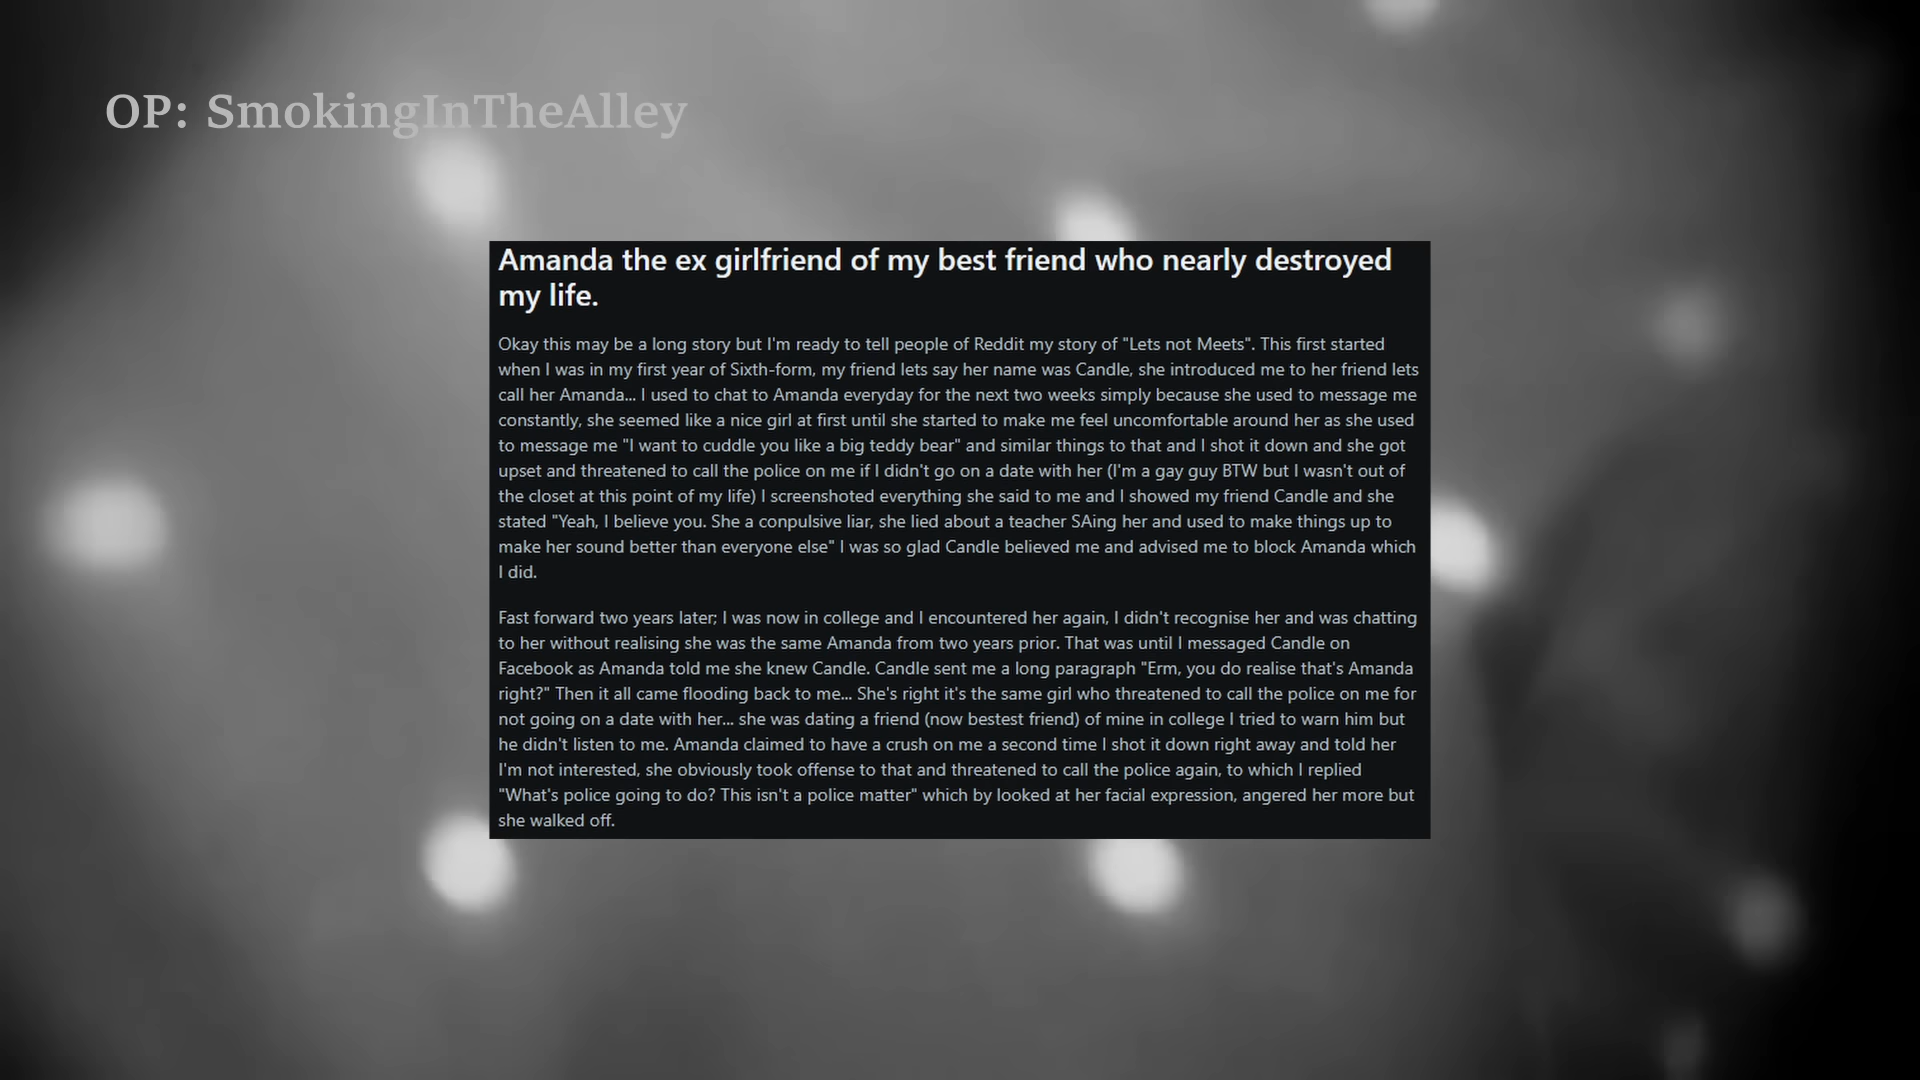 OP: SmokingInTheAlley
Amanda the ex girlfriend of my best friend who nearly destroyed
my life.
Okay this may be a long story but I'm ready to tell people of Reddit my story of "Lets not Meets". This first started
when I was in my first year of Sixth-form, my friend lets say her name was Candle, she introduced me to her friend lets
call her Amanda... I used to chat to Amanda everyday for the next two weeks simply because she used to message me
constantly, she seemed like a nice girl at first until she started to make me feel uncomfortable around her as she used
to message me "I want to cuddle you like a big teddy bear" and similar things to that and I shot it down and she got
upset and threatened to call the police on me if I didn't go on a date with her (I'm a gay guy BTW but I wasn't out of
the closet at this point of my life) I screenshoted everything she said to me and I showed my friend Candle and she
stated "Yeah, I believe you. She a conpulsive liar, she lied about a teacher SAing her and used to make things up to
make her sound better than everyone else" I was so glad Candle believed me and advised me to block Amanda which
I did.
Fast forward two years later; I was now in college and I encountered her again, I didn't recognise her and was chatting
to her without realising she was the same Amanda from two years prior. That was until I messaged Candle on
Facebook as Amanda told me she knew Candle. Candle sent me a long paragraph "Erm, you do realise that's Amanda
right?" Then it all came flooding back to me... She's right it's the same girl who threatened to call the police on me for
not going on a date with her... she was dating a friend (now bestest friend) of mine in college I tried to warn him but
he didn't listen to me. Amanda claimed to have a crush on me a second time I shot it down right away and told her
I'm not interested, she obviously took offense to that and threatened to call the police again, to which I replied
"What's police going to do? This isn't a police matter" which by looked at her facial expression, angered her more but
she walked off.